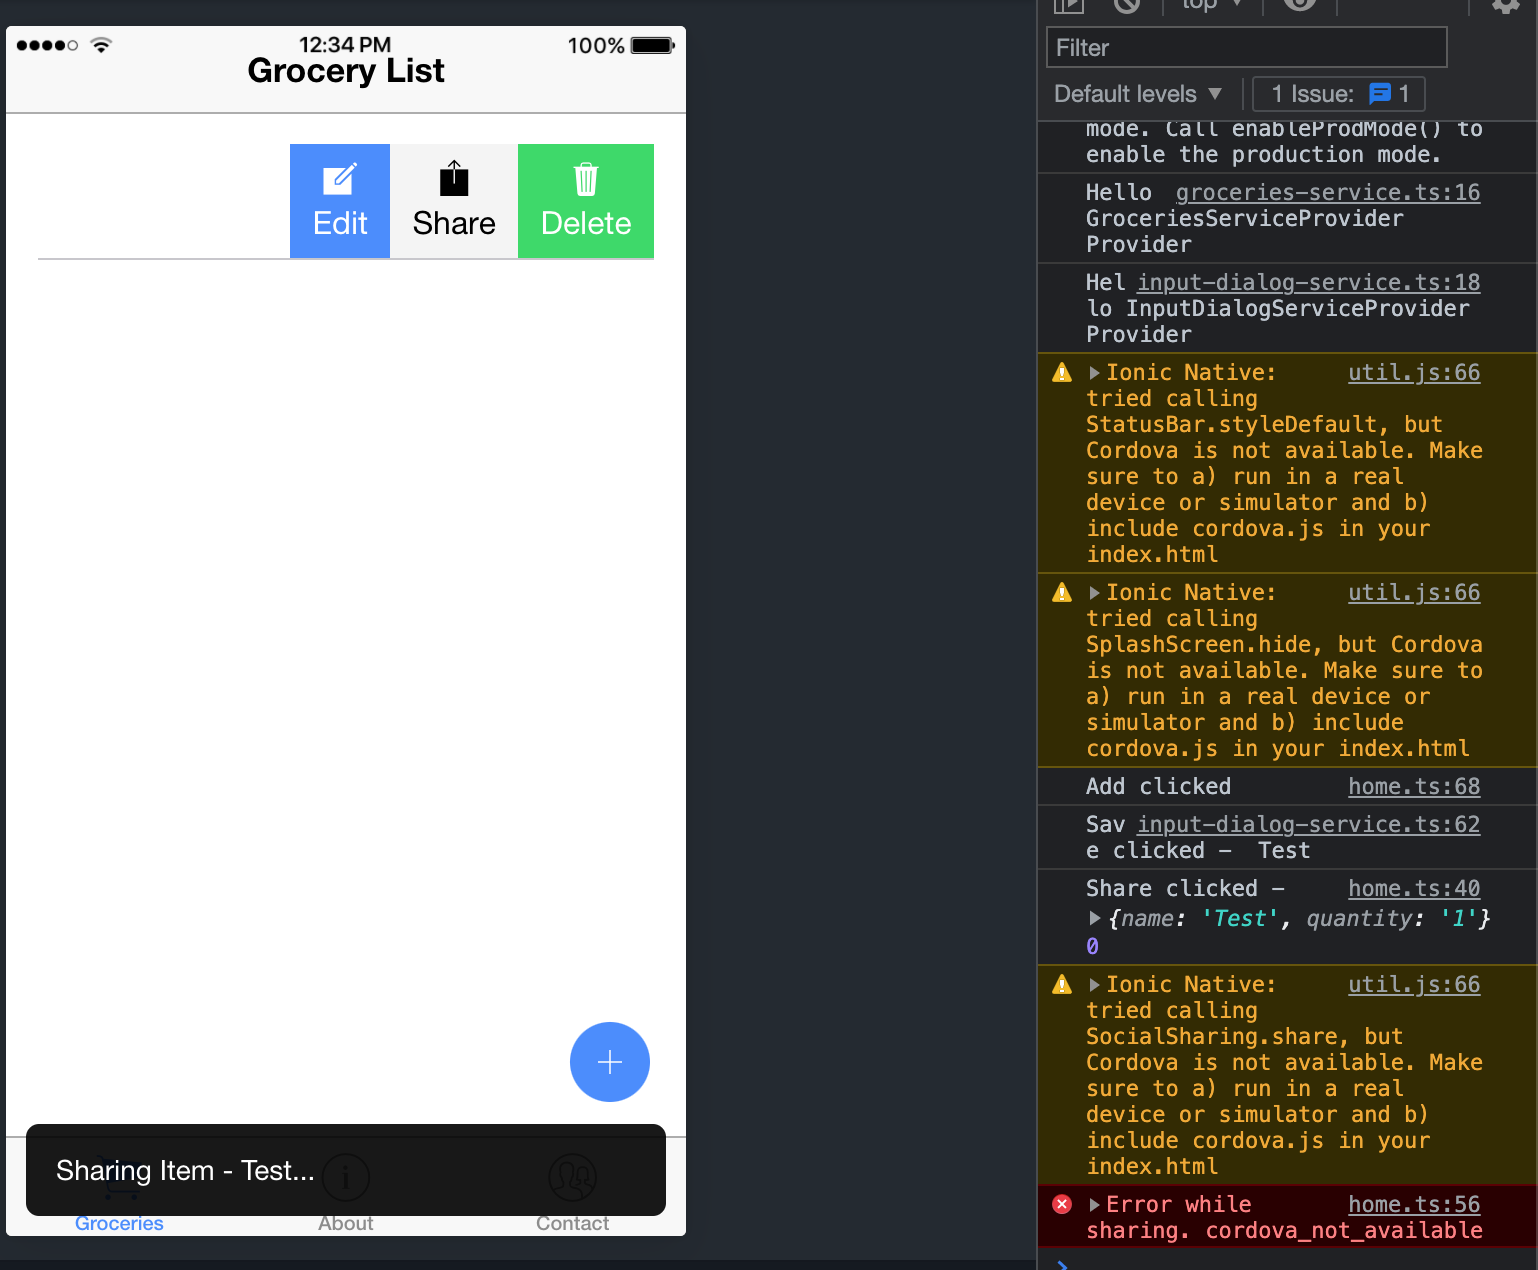 12:34 PM
100%
Grocery List
Edit
Share
Delete
Sharing Item - Test...
Groceries
About
Contact
top
Filter
Default levels
1 Issue: 1
mode. Call enableProdMode() to
enable the production mode.
Hello groceries-service.ts:16
GroceriesServiceProvider
Provider
Hel input-dialog-service.ts:18
lo InputDialogServiceProvider
Provider
Ionic Native: util.js:66
tried calling
StatusBar.styleDefault, but
Cordova is not available. Make
sure to a) run in a real
device or simulator and b)
include cordova.js in your
index.html
Ionic Native: util.js:66
tried calling
SplashScreen.hide, but Cordova
is not available. Make sure to
a) run in a real device or
simulator and b) include
cordova.js in your index.html
Add clicked home.ts:68
Sav input-dialog-service.ts:62
e clicked - Test
Share clicked - home.ts:40
{name: 'Test', quantity: '1'}
0
Ionic Native: util.js:66
tried calling
SocialSharing.share, but
Cordova is not available. Make
sure to a) run in a real
device or simulator and b)
include cordova.js in your
index.html
Error while home.ts:56
sharing. cordova_not_available